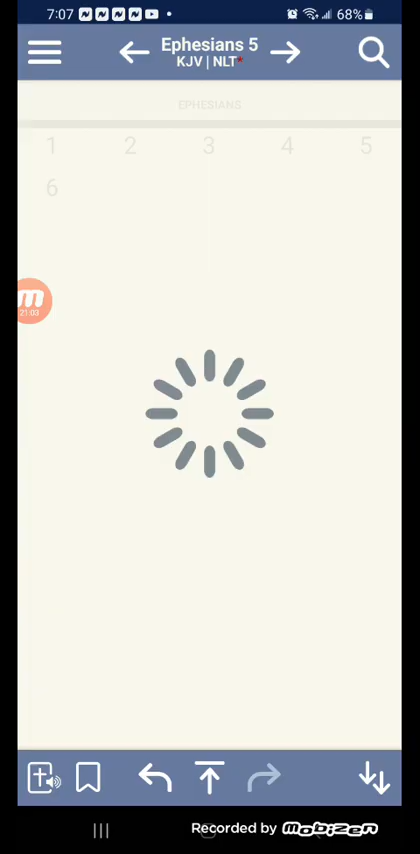 7:07 68%
Ephesians 5
KJV | NLT*
EPHESIANS
1 2 3 4 5
6
m
21:03
Recorded by mobizen